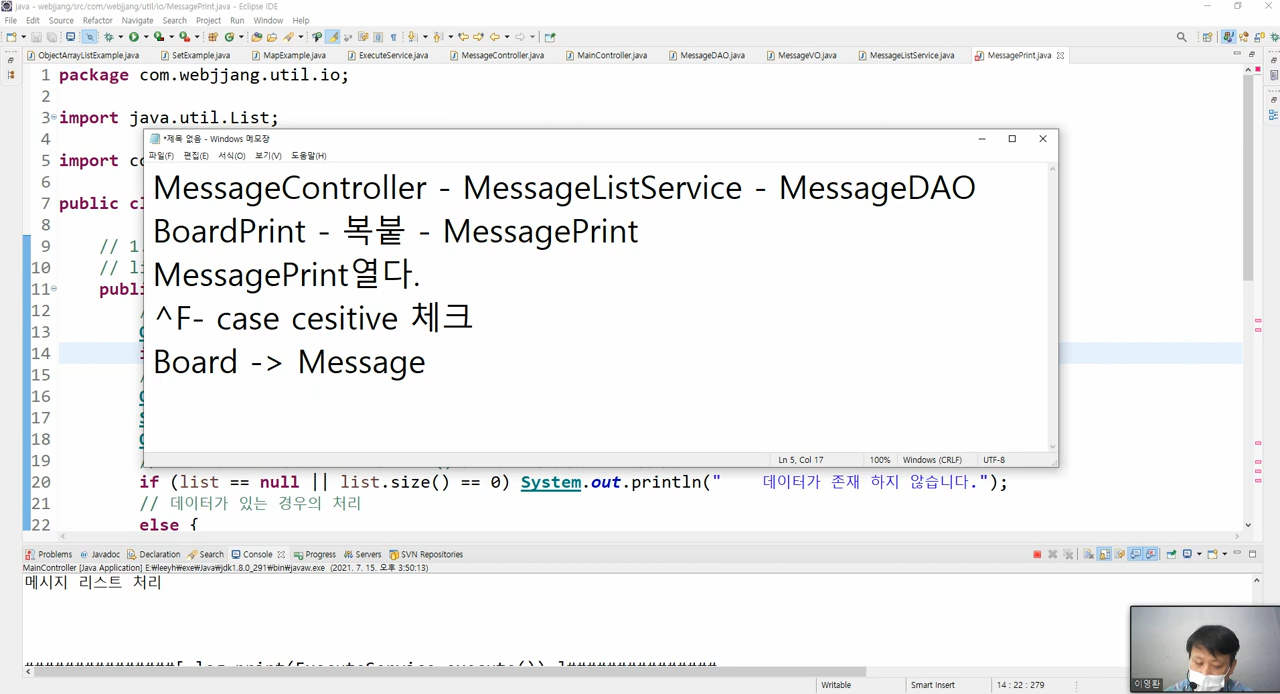 java - webjjang/src/com/webjjang/util/io/MessagePrint.java - Eclipse IDE
File Edit Source Refactor Navigate Search Project Run Window Help
ObjectArrayListExample.java SetExample.java MapExample.java ExecuteService.java MessageController.java MainController.java MessageDAO.java MessageVO.java MessageListService.java MessagePrint.java
1 package com.webjjang.util.io;
2
3 import java.util.List;
4
5 import co
6
7 public cl
8
9 // 1.
10 // li
11 publi
12
13
14
15
16
17
18
19
20 if (list == null || list.size() == 0) System.out.println(" 데이터가 존재 하지 않습니다.");
21 // 데이터가 있는 경우의 처리
22 else {
*제목 없음 - Windows 메모장
파일(F) 편집(E) 서식(O) 보기(V) 도움말(H)
MessageController - MessageListService - MessageDAO
BoardPrint - 복붙 - MessagePrint
MessagePrint열다.
^F- case cesitive 체크
Board -> Message
Ln 5, Col 17 100% Windows (CRLF) UTF-8
Problems Javadoc Declaration Search Console Progress Servers SVN Repositories
MainController [Java Application] E:\leeyh\exe\Java\jdk1.8.0_291\bin\javaw.exe (2021. 7. 15. 오후 3:50:13)
메시지 리스트 처리
###############[ log print(ExecuteService.execute()) ]###############
Writable Smart Insert 14 : 22 : 279
이영환